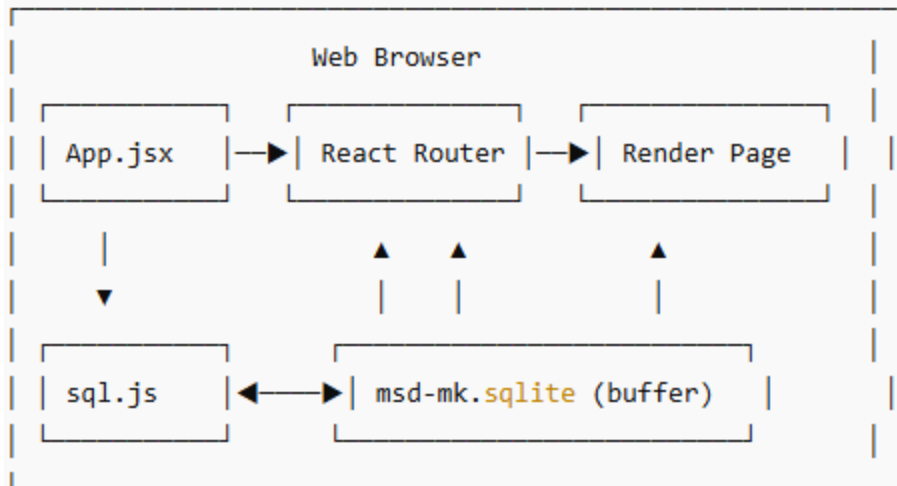 Web Browser
App.jsx React Router Render Page
sql.js msd-mk.sqlite (buffer)